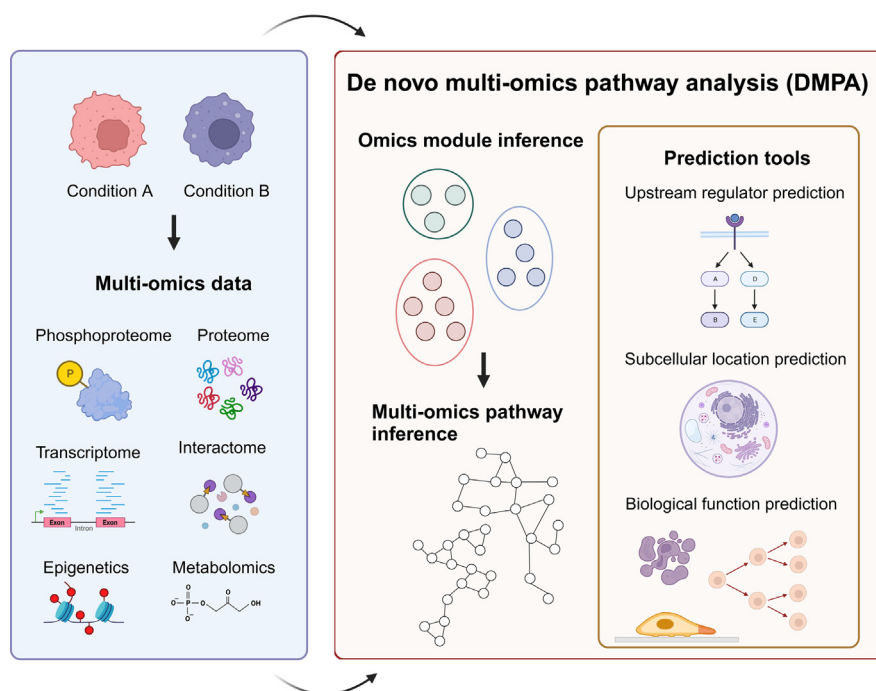 Condition A
Condition B
Multi-omics data
Phosphoproteome
Proteome
P
Transcriptome
Interactome
Exon
Intron
Exon
Epigenetics
Metabolomics
O
O⁻
P
O
O
OH
O⁻
De novo multi-omics pathway analysis (DMPA)
Omics module inference
Multi-omics pathway
inference
Prediction tools
Upstream regulator prediction
A
D
B
E
Subcellular location prediction
Biological function prediction